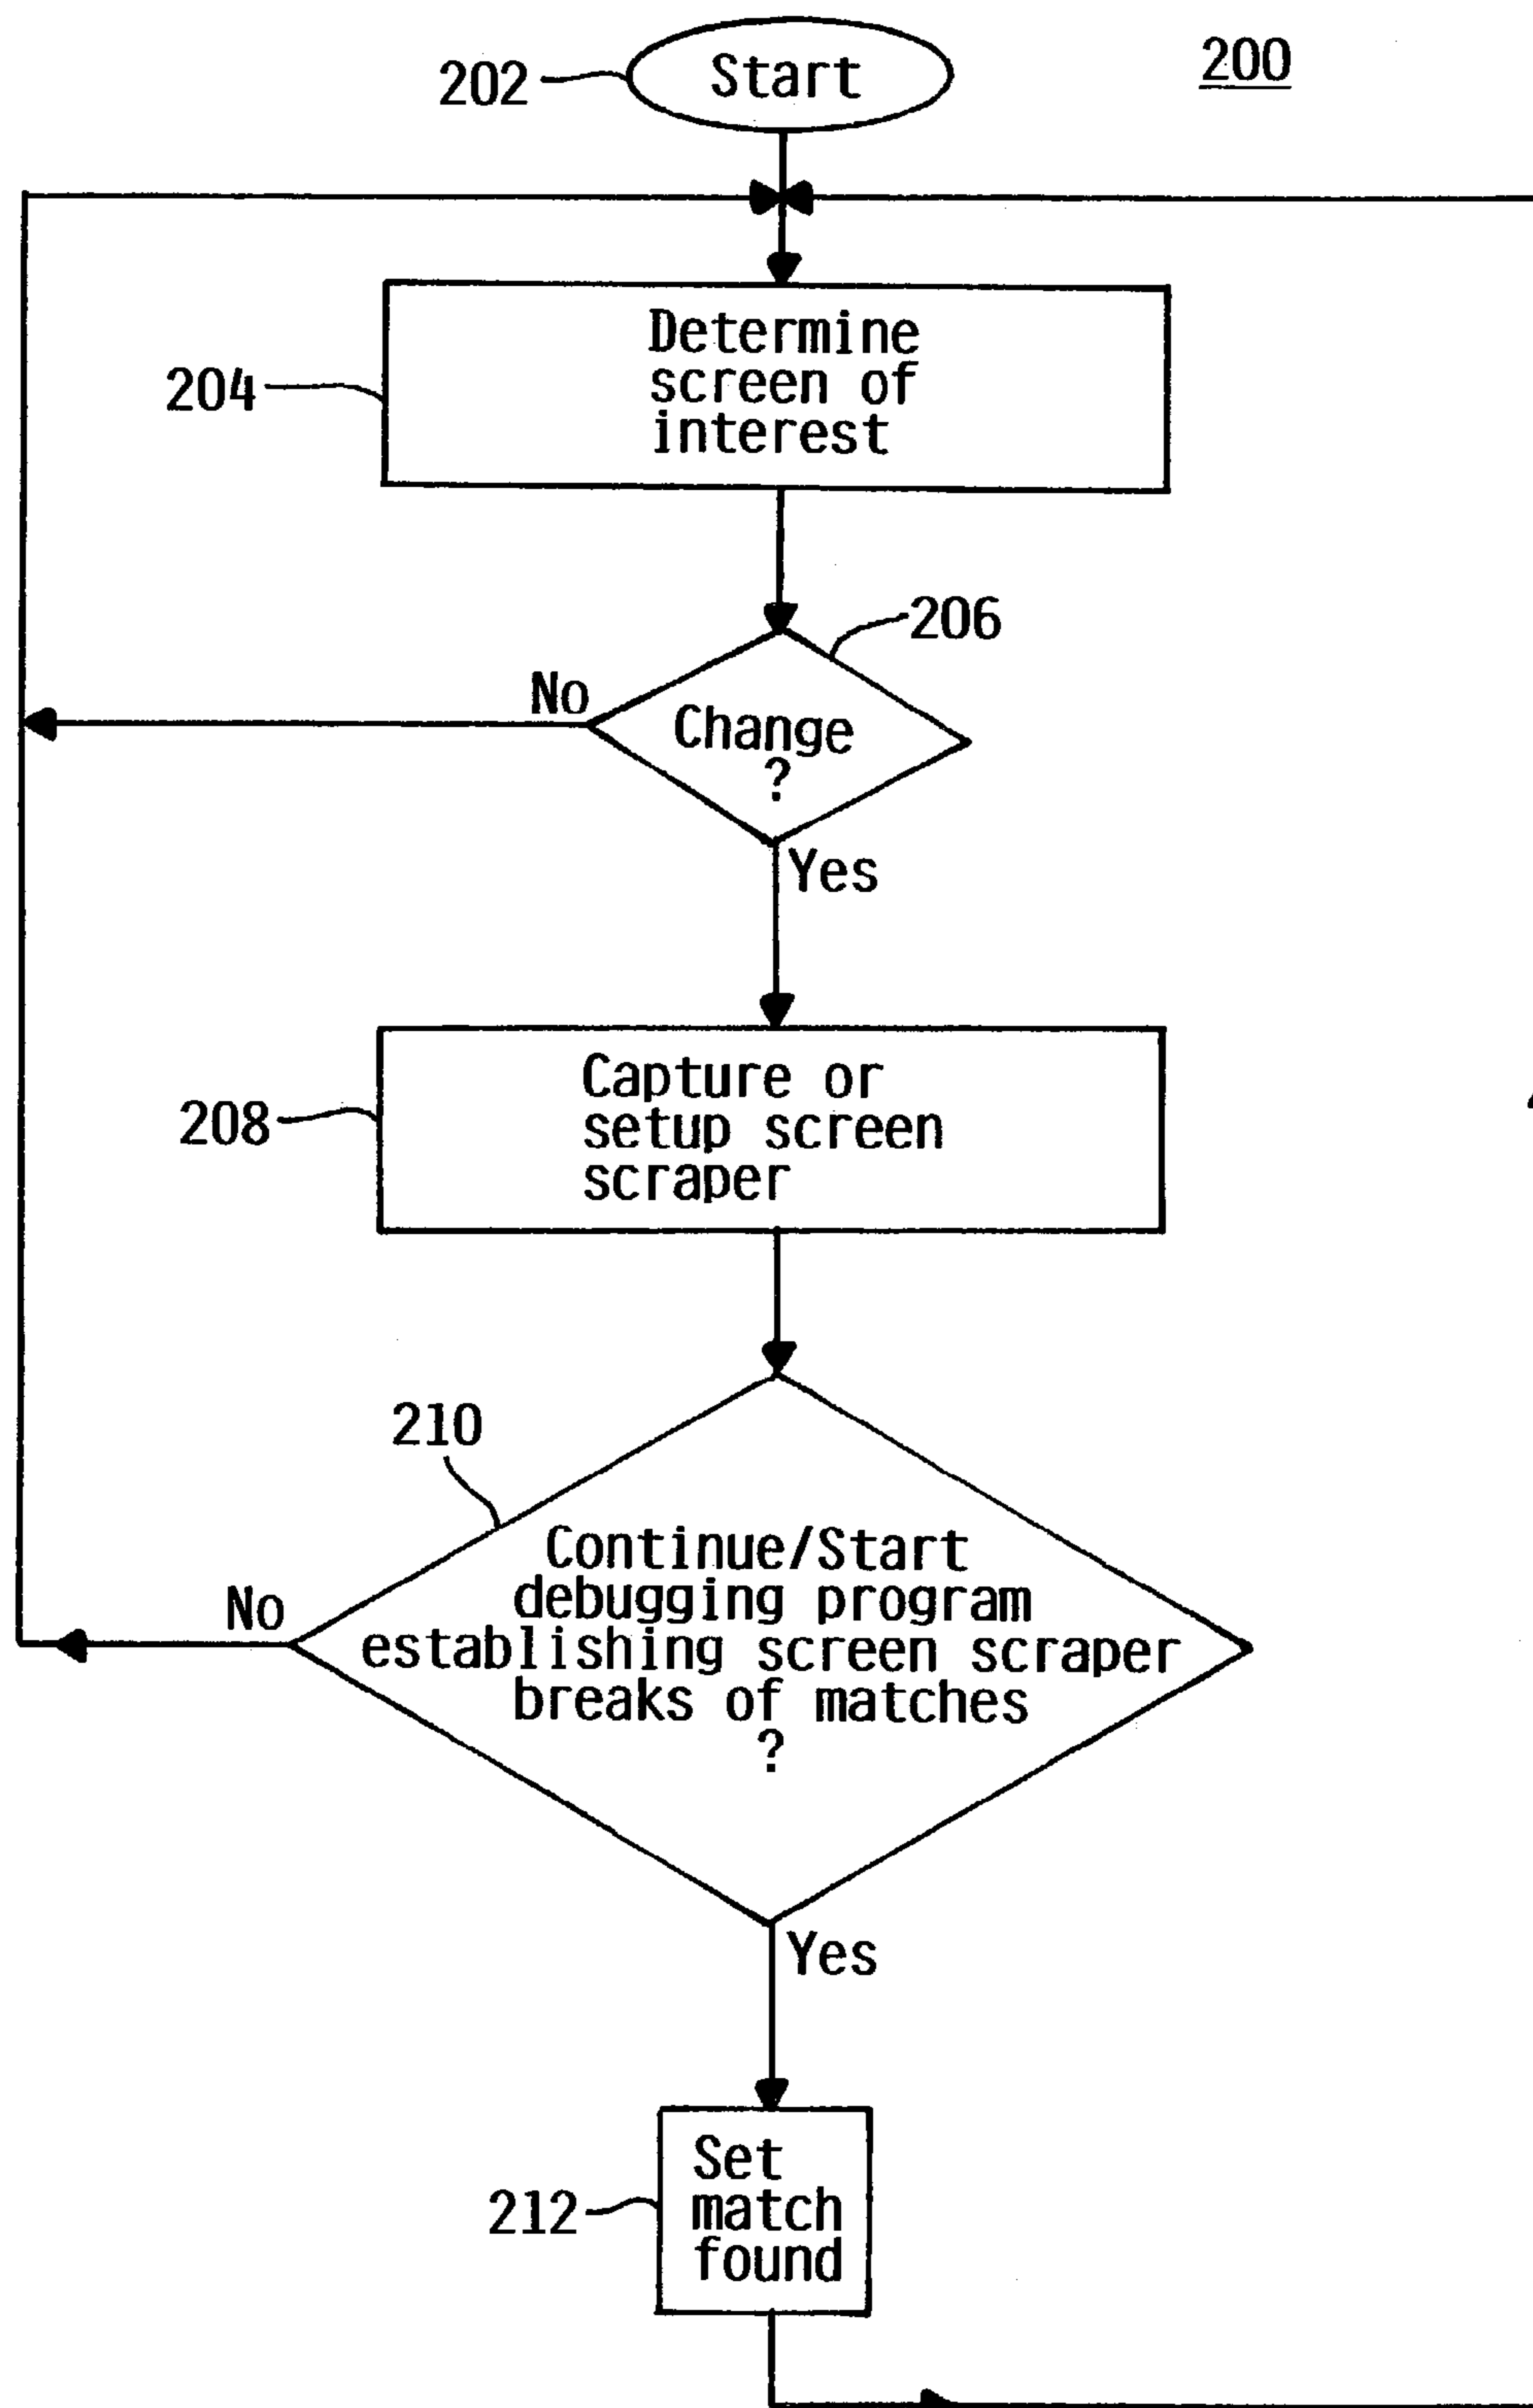 200
202
Start
Determine
screen of
interest
204
206
No
Change
?
Yes
Capture or
setup screen
scraper
208
210
Continue/Start
debugging program
establishing screen scraper
breaks of matches
?
No
Yes
Set
match
found
212